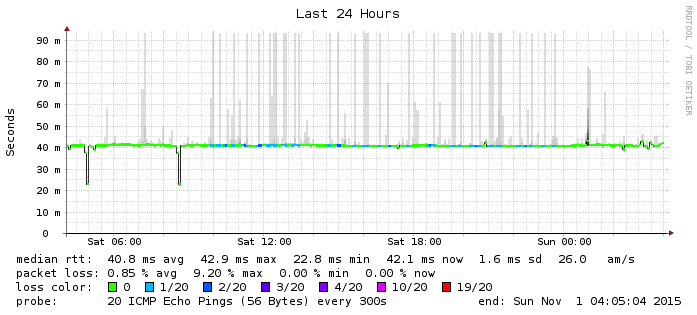 Last 24 Hours
RRDTOOL / TOBI OETIKER
Seconds
90 m
80 m
70 m
60 m
50 m
40 m
30 m
20 m
10 m
0
Sat 06:00 Sat 12:00 Sat 18:00 Sun 00:00
median rtt: 40.8 ms avg 42.9 ms max 22.8 ms min 42.1 ms now 1.6 ms sd 26.0 am/s
packet loss: 0.85 % avg 9.20 % max 0.00 % min 0.00 % now
loss color: 0 1/20 2/20 3/20 4/20 10/20 19/20
probe: 20 ICMP Echo Pings (56 Bytes) every 300s end: Sun Nov 1 04:05:04 2015